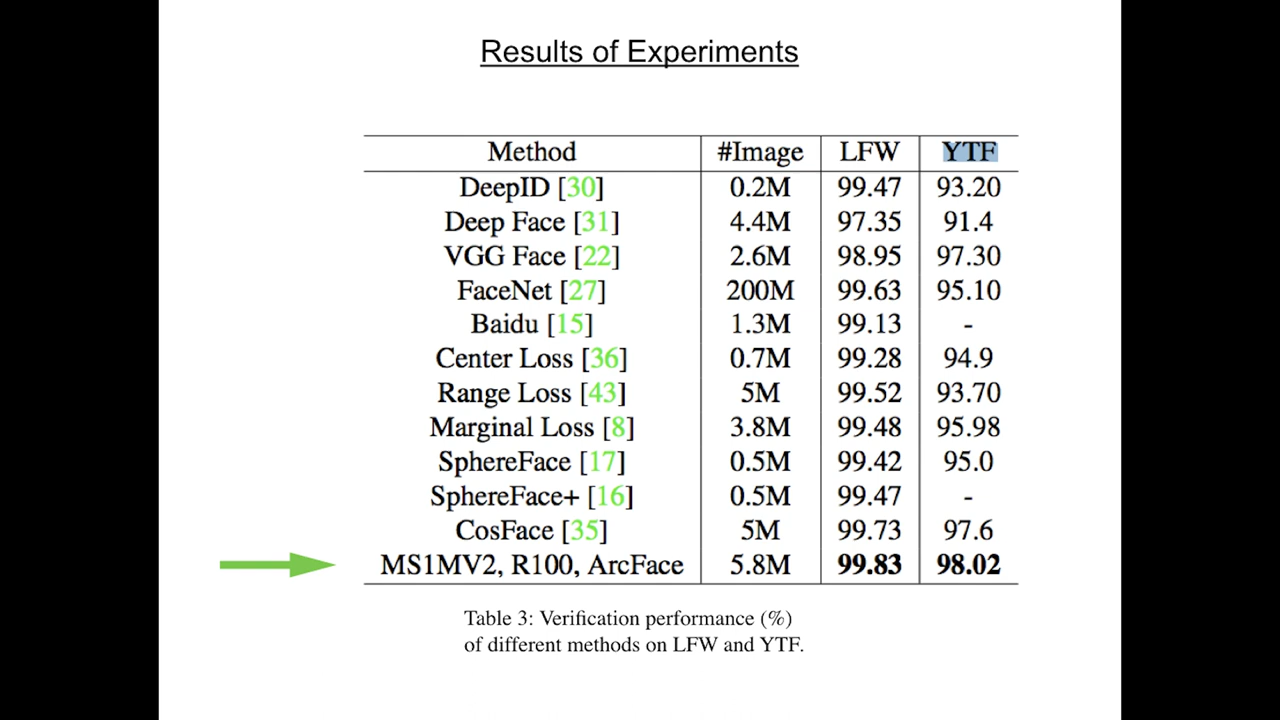 Results of Experiments
Method #Image LFW YTF
DeepID [30] 0.2M 99.47 93.20
Deep Face [31] 4.4M 97.35 91.4
VGG Face [22] 2.6M 98.95 97.30
FaceNet [27] 200M 99.63 95.10
Baidu [15] 1.3M 99.13 -
Center Loss [36] 0.7M 99.28 94.9
Range Loss [43] 5M 99.52 93.70
Marginal Loss [8] 3.8M 99.48 95.98
SphereFace [17] 0.5M 99.42 95.0
SphereFace+ [16] 0.5M 99.47 -
CosFace [35] 5M 99.73 97.6
MS1MV2, R100, ArcFace 5.8M 99.83 98.02
Table 3: Verification performance (%)
of different methods on LFW and YTF.